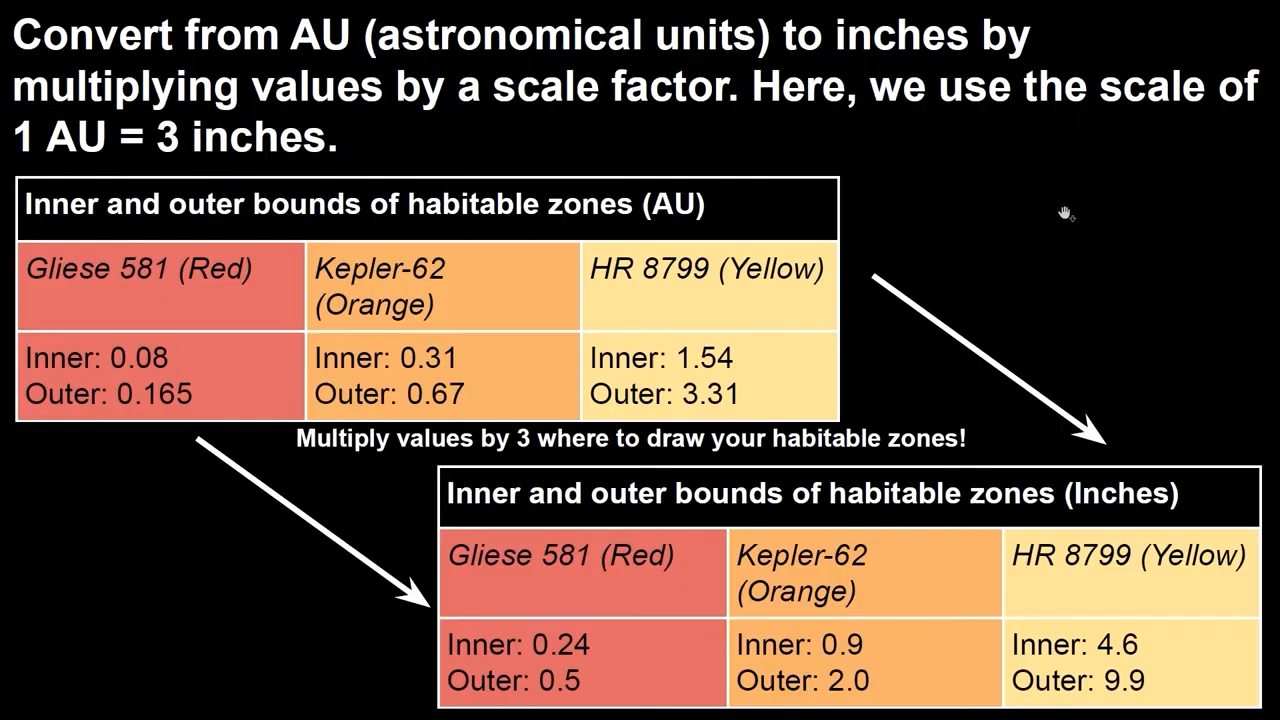 Convert from AU (astronomical units) to inches by
multiplying values by a scale factor. Here, we use the scale of
1 AU = 3 inches.
Inner and outer bounds of habitable zones (AU)
Gliese 581 (Red)
Kepler-62
(Orange)
HR 8799 (Yellow)
Inner: 0.08
Outer: 0.165
Inner: 0.31
Outer: 0.67
Inner: 1.54
Outer: 3.31
Multiply values by 3 where to draw your habitable zones!
Inner and outer bounds of habitable zones (Inches)
Gliese 581 (Red)
Kepler-62
(Orange)
HR 8799 (Yellow)
Inner: 0.24
Outer: 0.5
Inner: 0.9
Outer: 2.0
Inner: 4.6
Outer: 9.9